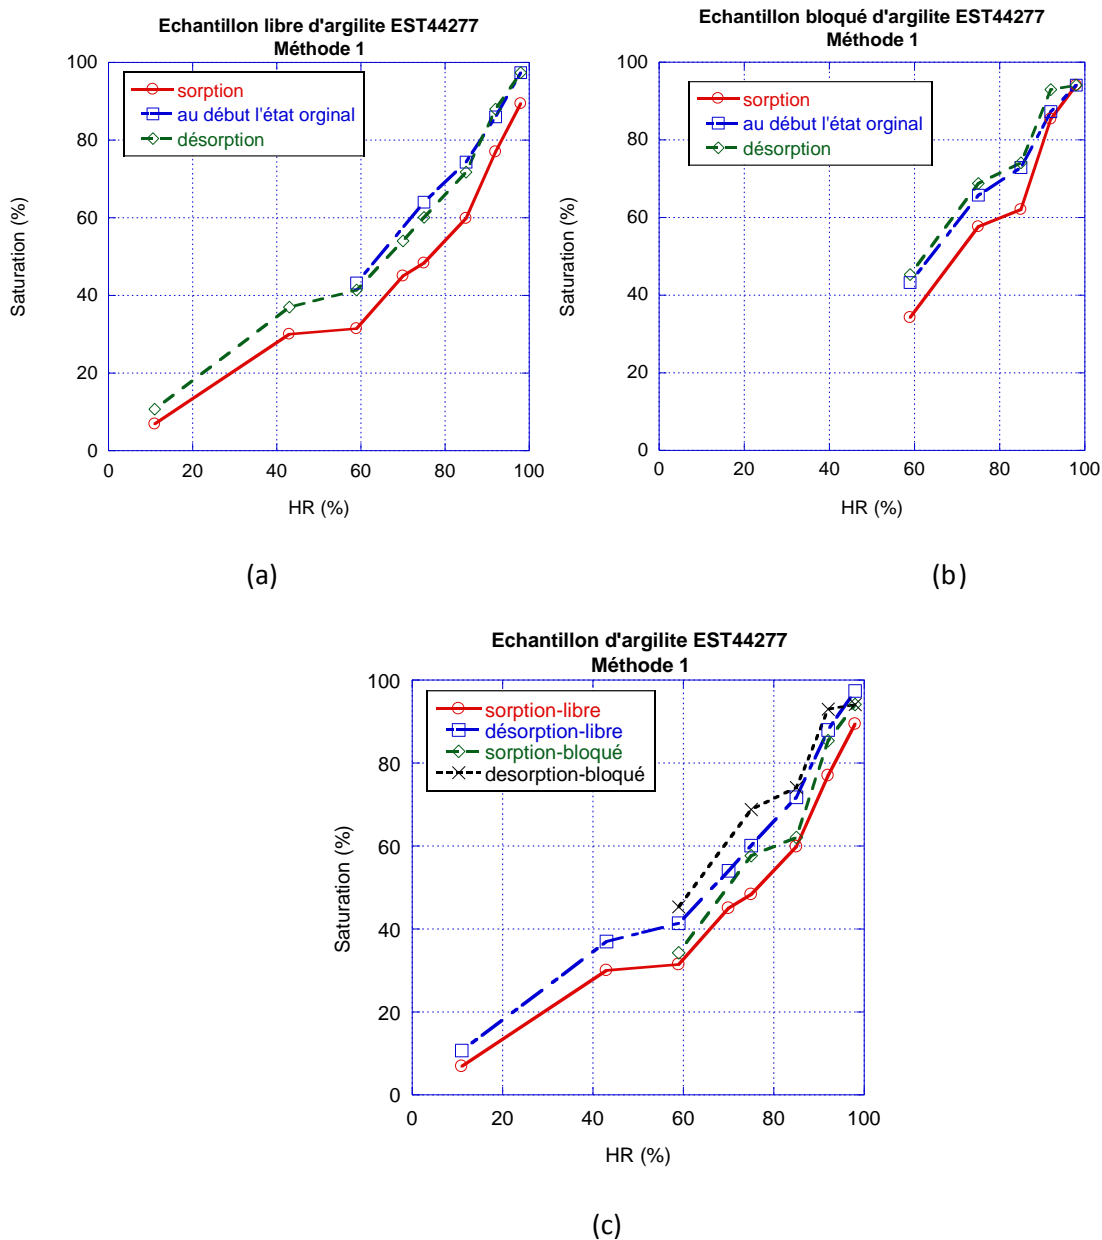 Echantillon libre d'argilite EST44277
Méthode 1
100
80
60
40
20
0
0 20 40 60 80 100
Saturation (%)
HR (%)
sorption
au début l'état orginal
désorption
(a)
Echantillon bloqué d'argilite EST44277
Méthode 1
100
80
60
40
20
0
0 20 40 60 80 100
Saturation (%)
HR (%)
sorption
au début l'état orginal
désorption
(b)
Echantillon d'argilite EST44277
Méthode 1
100
80
60
40
20
0
0 20 40 60 80 100
Saturation (%)
HR (%)
sorption-libre
désorption-libre
sorption-bloqué
desorption-bloqué
(c)